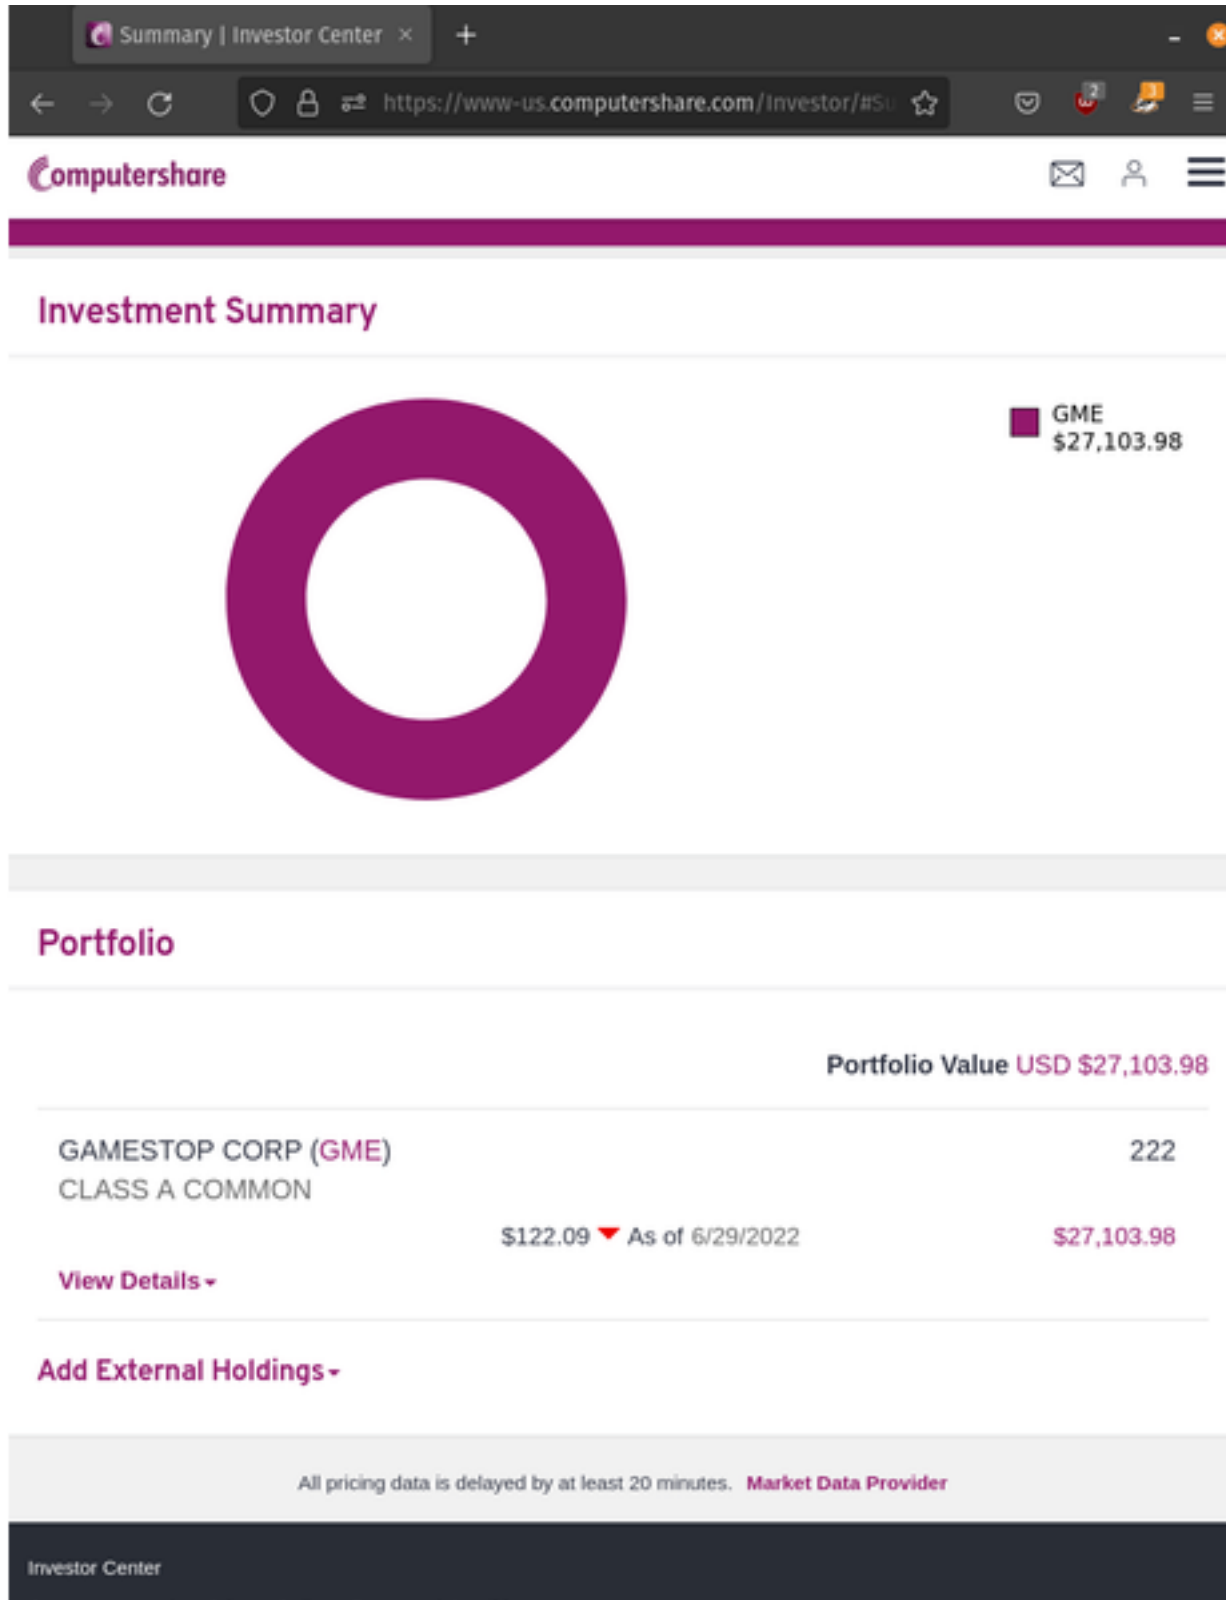 Summary | Investor Center
https://www-us.computershare.com/Investor/#Su
2
3
Computershare
Investment Summary
GME
$27,103.98
Portfolio
Portfolio Value USD $27,103.98
GAMESTOP CORP (GME) 222
CLASS A COMMON
$122.09 As of 6/29/2022 $27,103.98
View Details
Add External Holdings
All pricing data is delayed by at least 20 minutes. Market Data Provider
Investor Center